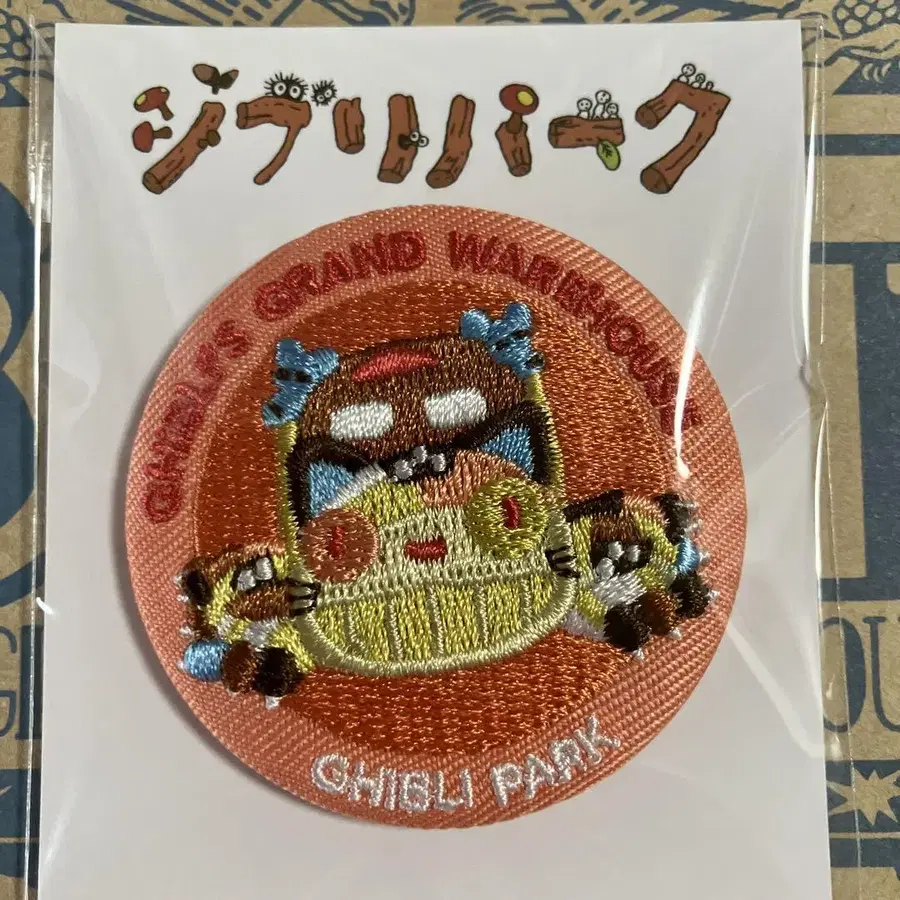 ジブリパーク
GHIBLI'S GRAND WAREHOUSE
GHIBLI PARK